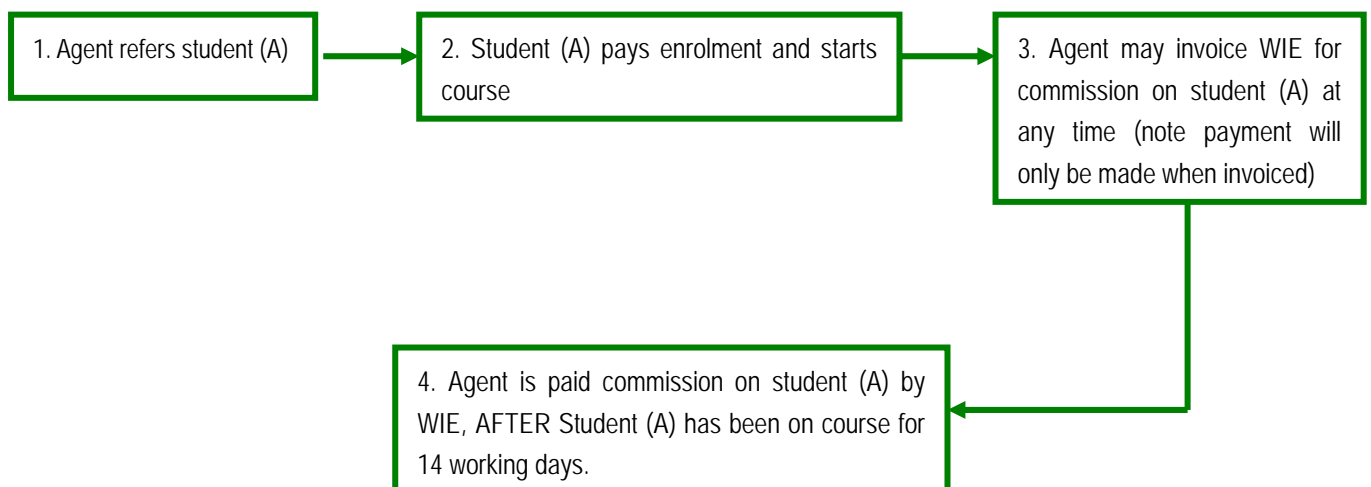 1. Agent refers student (A)
2. Student (A) pays enrolment and starts
course
3. Agent may invoice WIE for
commission on student (A) at
any time (note payment will
only be made when invoiced)
4. Agent is paid commission on student (A) by
WIE, AFTER Student (A) has been on course for
14 working days.